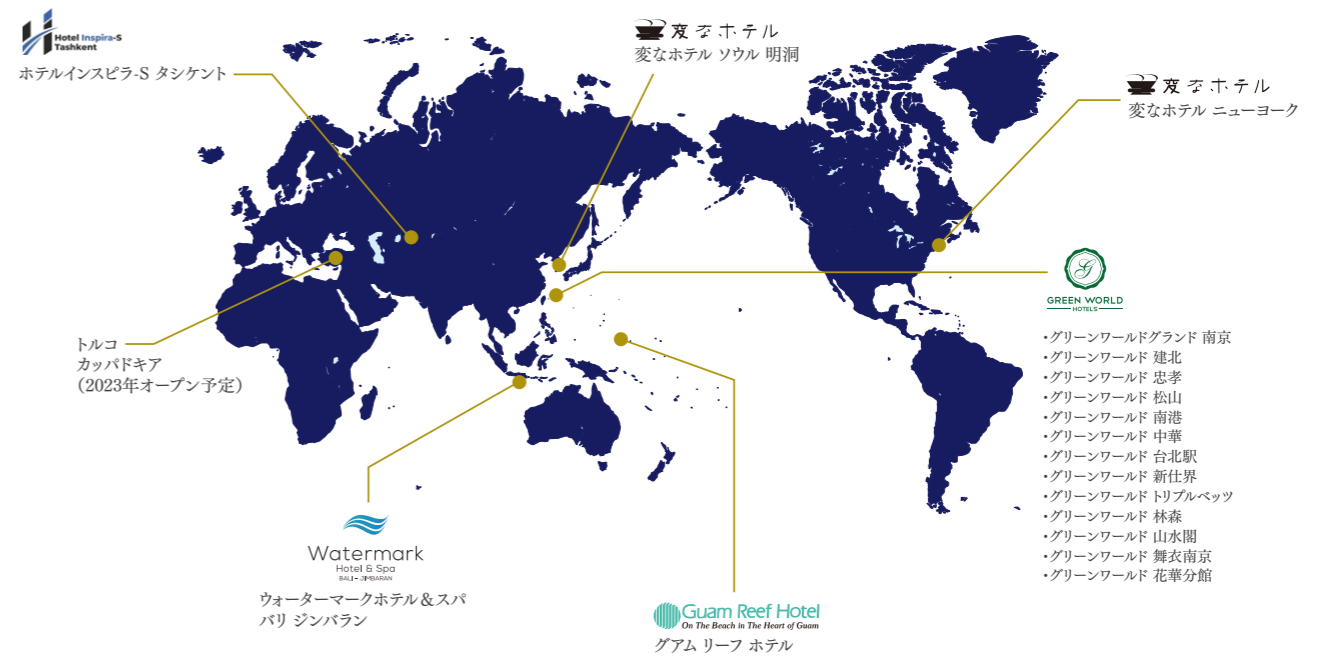 Hotel Inspira-S
Tashkent
ホテルインスピラ-S タシケント
変なホテル
変なホテル ソウル 明洞
変なホテル
変なホテル ニューヨーク
トルコ
カッパドキア
（2023年オープン予定）
G
GREEN WORLD
HOTELS
・グリーンワールドグランド 南京
・グリーンワールド 建北
・グリーンワールド 忠孝
・グリーンワールド 松山
・グリーンワールド 南港
・グリーンワールド 中華
・グリーンワールド 台北駅
・グリーンワールド 新仕界
・グリーンワールド トリプルベッツ
・グリーンワールド 林森
・グリーンワールド 山水閣
・グリーンワールド 舞衣南京
・グリーンワールド 花華分館
Watermark
Hotel & Spa
BALI – JIMBARAN
ウォーターマークホテル＆スパ
バリ ジンバラン
Guam Reef Hotel
On The Beach in The Heart of Guam
グアム リーフ ホテル